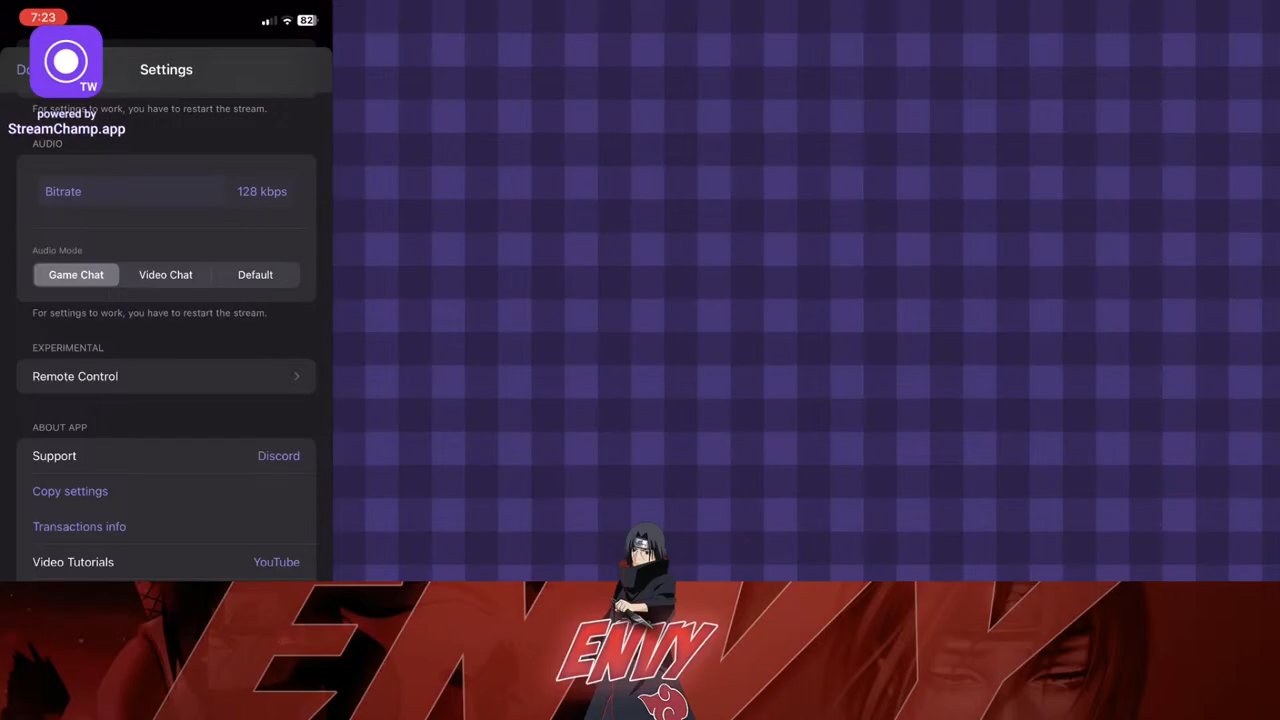 7:23
82
Do
Settings
TW
powered by
StreamChamp.app
For settings to work, you have to restart the stream.
AUDIO
Bitrate 128 kbps
Audio Mode
Game Chat Video Chat Default
For settings to work, you have to restart the stream.
EXPERIMENTAL
Remote Control
ABOUT APP
Support Discord
Copy settings
Transactions info
Video Tutorials YouTube
ENVY
ENVY